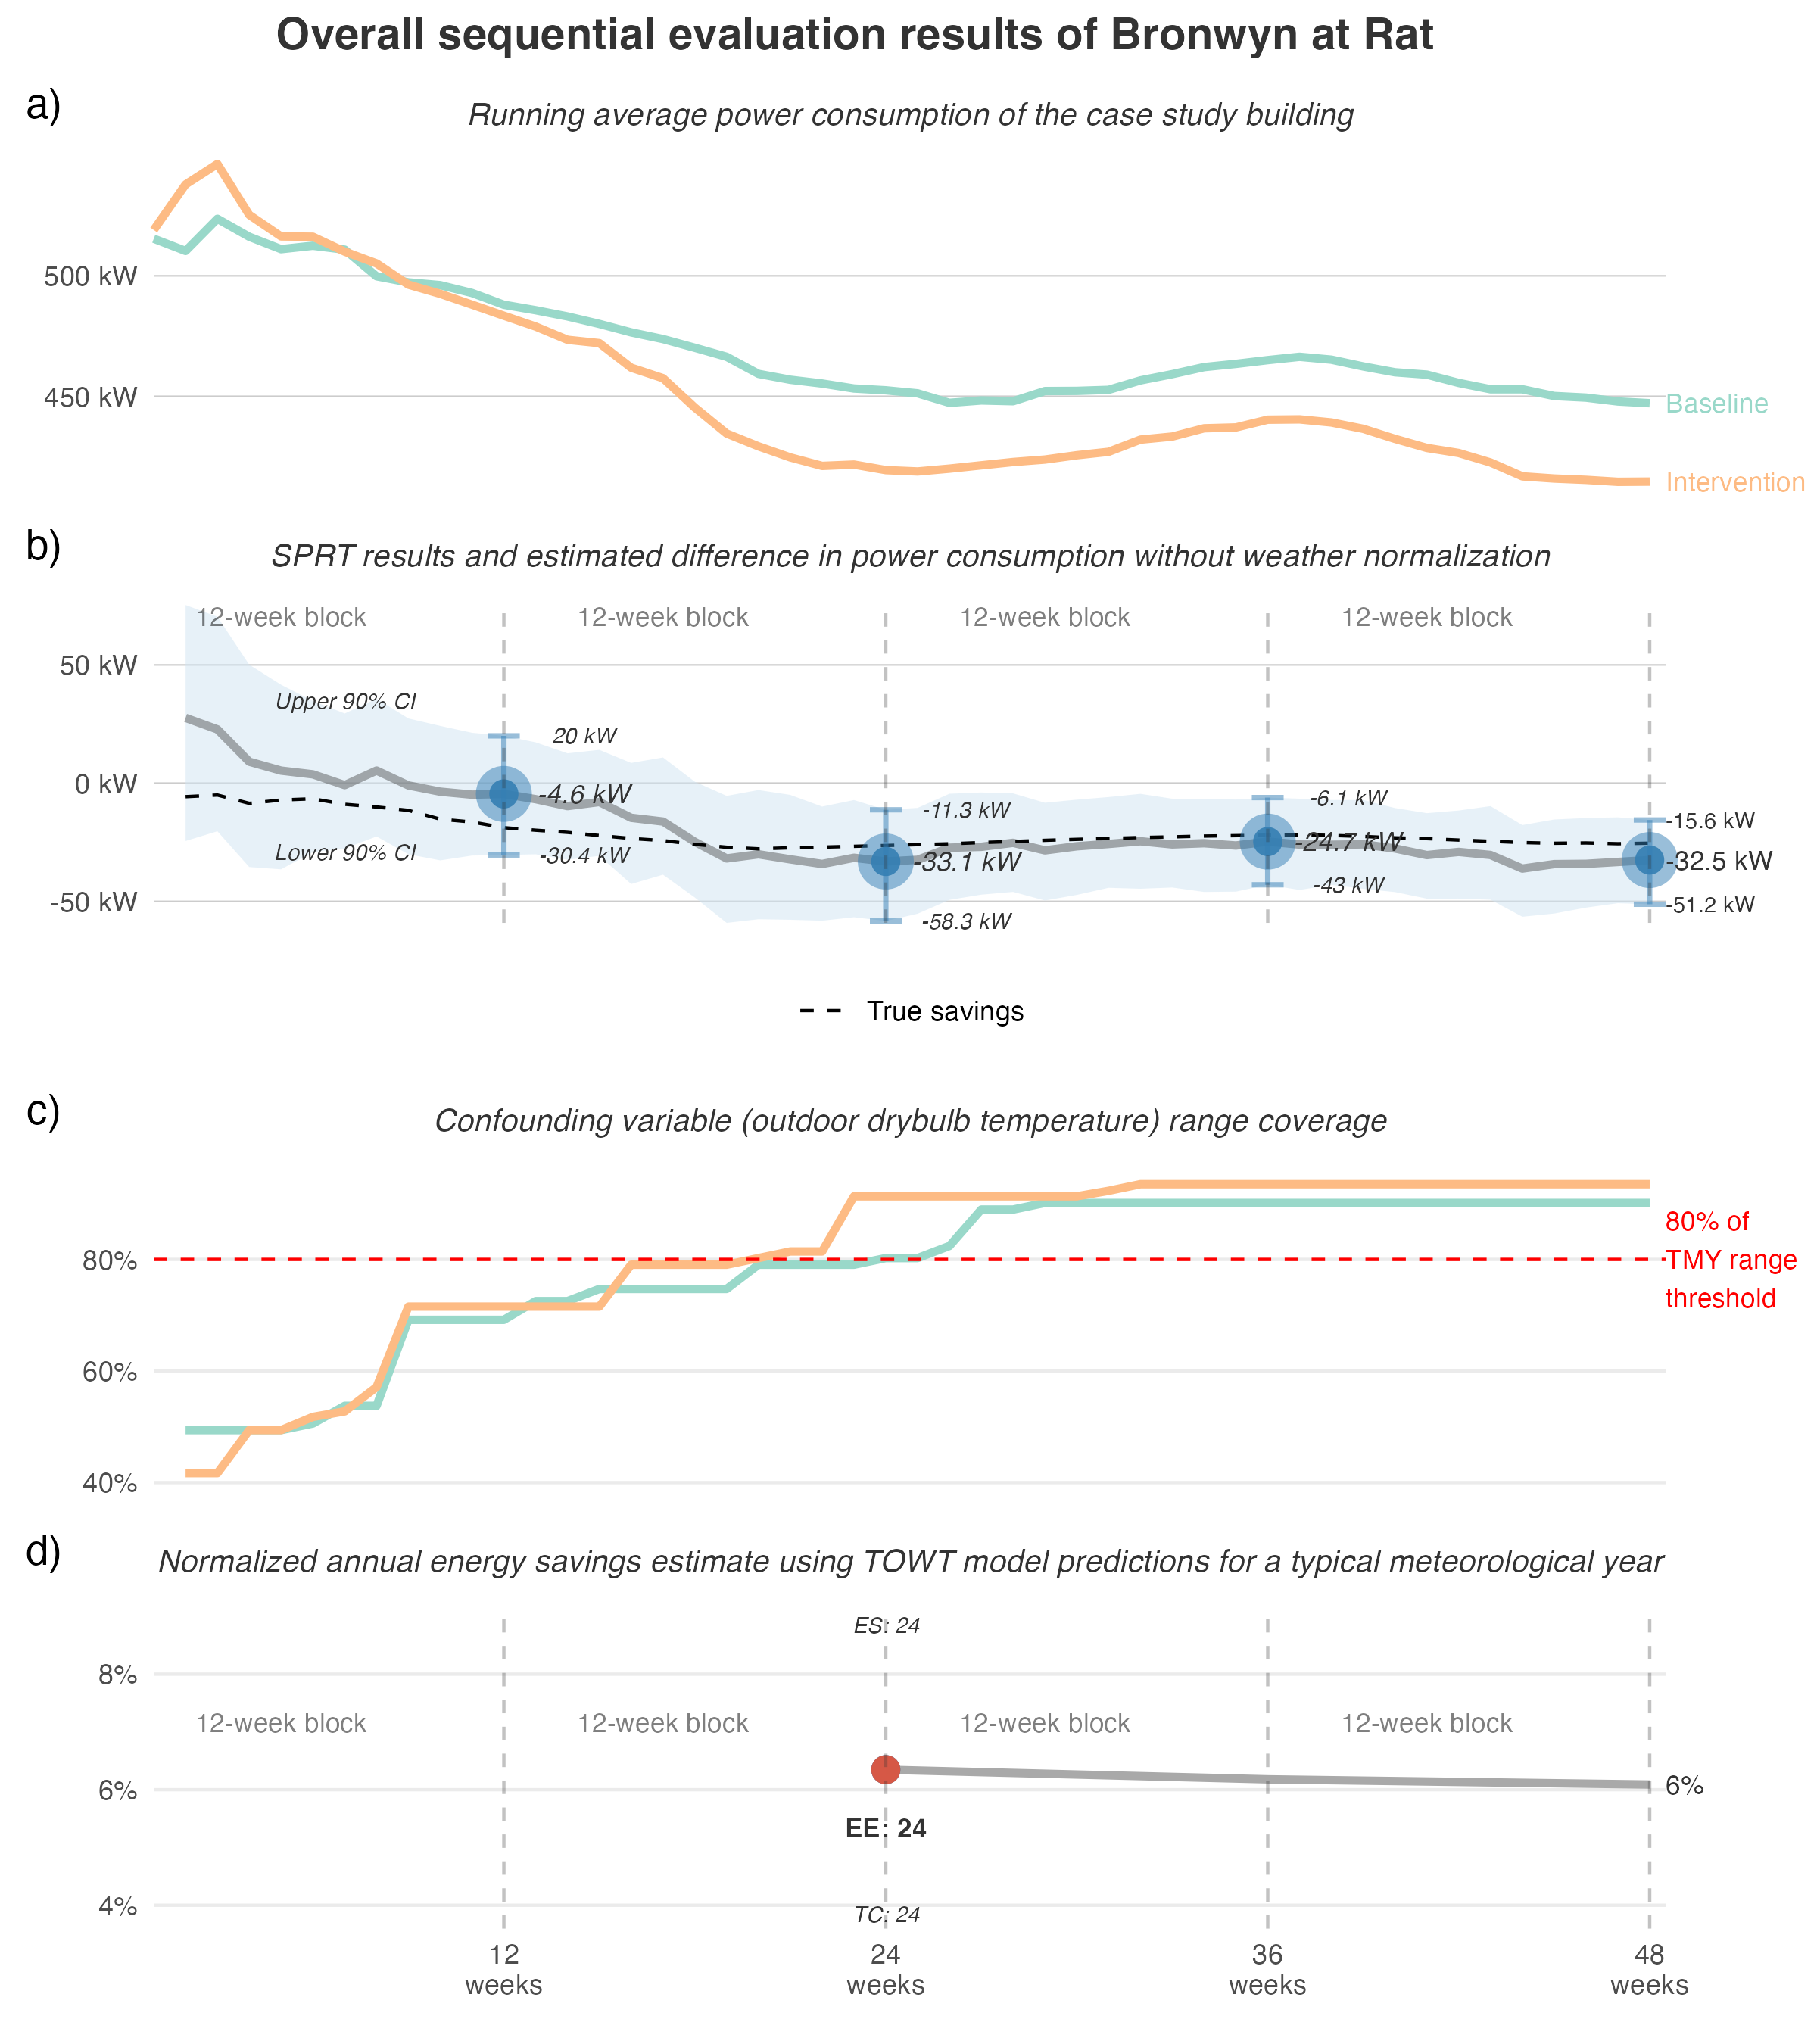 Overall sequential evaluation results of Bronwyn at Rat
a)
Running average power consumption of the case study building
500 kW
450 kW
Baseline
Intervention
b)
SPRT results and estimated difference in power consumption without weather normalization
12-week block 12-week block 12-week block 12-week block
50 kW
0 kW
-50 kW
Upper 90% CI
Lower 90% CI
20 kW
-4.6 kW
-30.4 kW
-11.3 kW
-33.1 kW
-58.3 kW
-6.1 kW
-24.7 kW
-43 kW
-15.6 kW
-32.5 kW
-51.2 kW
True savings
c)
Confounding variable (outdoor drybulb temperature) range coverage
80%
60%
40%
80% of
TMY range
threshold
d)
Normalized annual energy savings estimate using TOWT model predictions for a typical meteorological year
ES: 24
8%
12-week block 12-week block 12-week block 12-week block
6%
6%
EE: 24
4%
TC: 24
12 24 36 48
weeks weeks weeks weeks